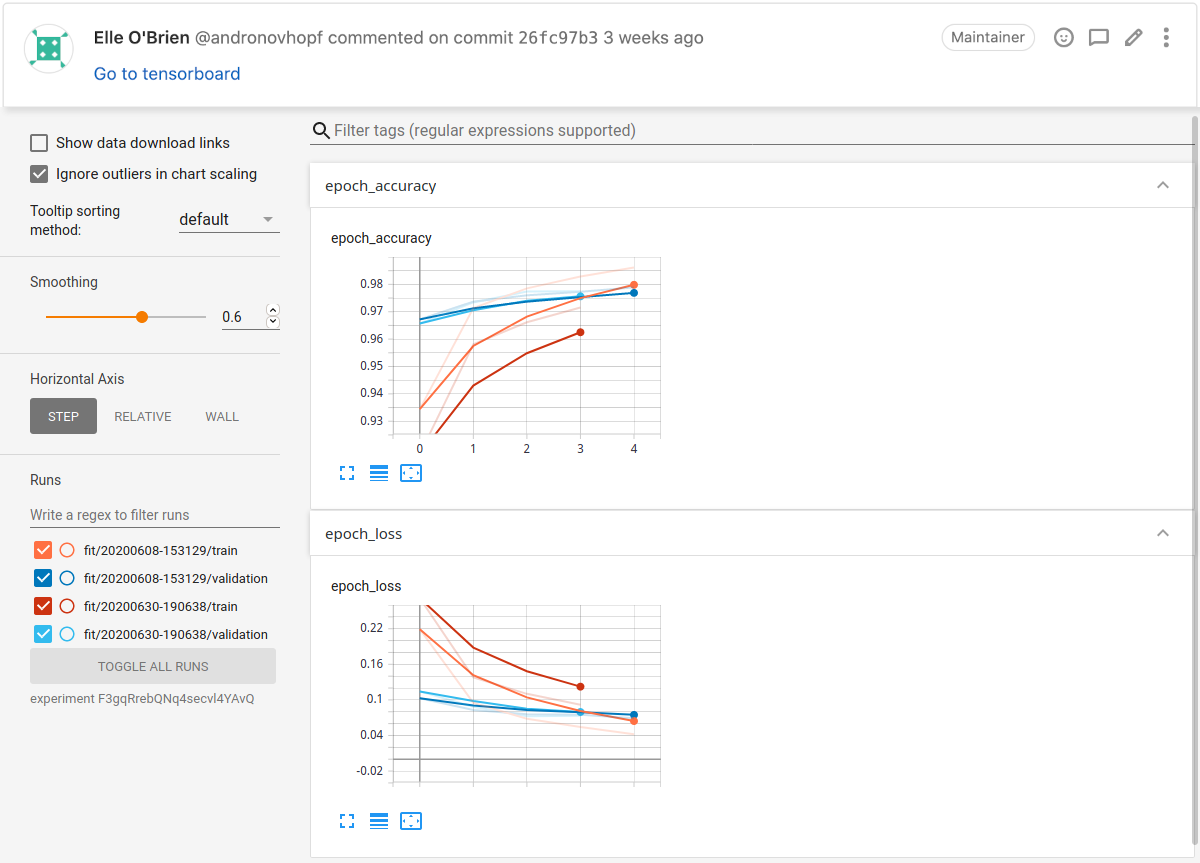 Elle O'Brien @andronovhopf commented on commit 26fc97b3 3 weeks ago
Maintainer
Go to tensorboard
Show data download links
Ignore outliers in chart scaling
Tooltip sorting
method:
default
Smoothing
0.6
Horizontal Axis
STEP RELATIVE WALL
Runs
Write a regex to filter runs
fit/20200608-153129/train
fit/20200608-153129/validation
fit/20200630-190638/train
fit/20200630-190638/validation
TOGGLE ALL RUNS
experiment F3gqRrebQNq4secvl4YAvQ
Filter tags (regular expressions supported)
epoch_accuracy
epoch_accuracy
0.98
0.97
0.96
0.95
0.94
0.93
0 1 2 3 4
epoch_loss
epoch_loss
0.22
0.16
0.1
0.04
-0.02